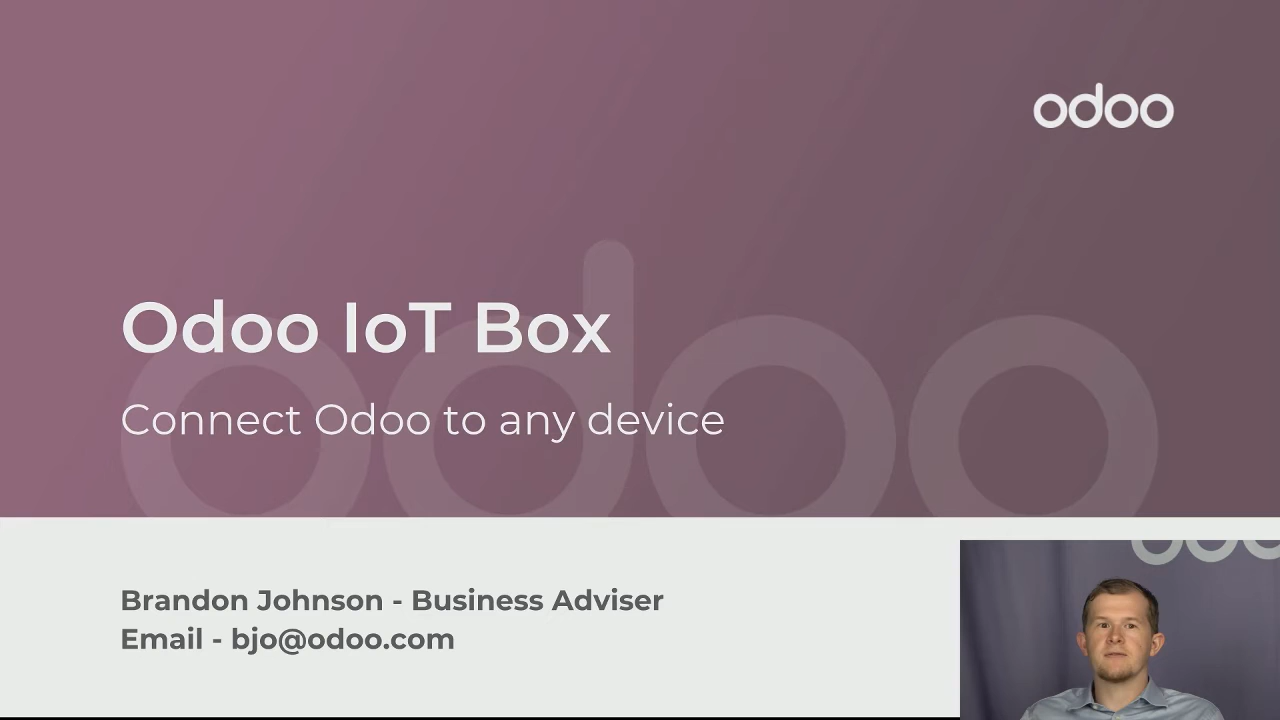 odoo
Odoo IoT Box
Connect Odoo to any device
Brandon Johnson - Business Adviser
Email - bjo@odoo.com